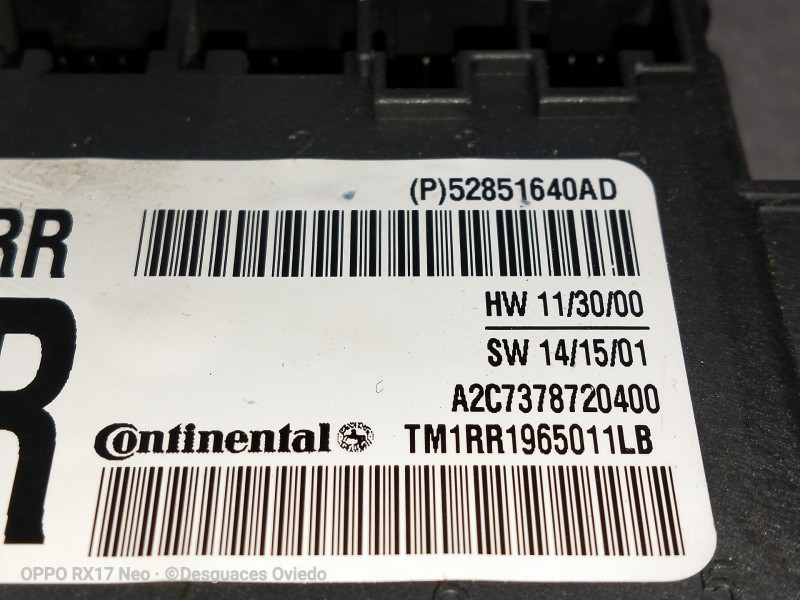 (P)52851640AD
RR
HW 11/30/00
SW 14/15/01
A2C7378720400
R
Continental TM1RR1965011LB
OPPO RX17 Neo · ©Desguaces Oviedo